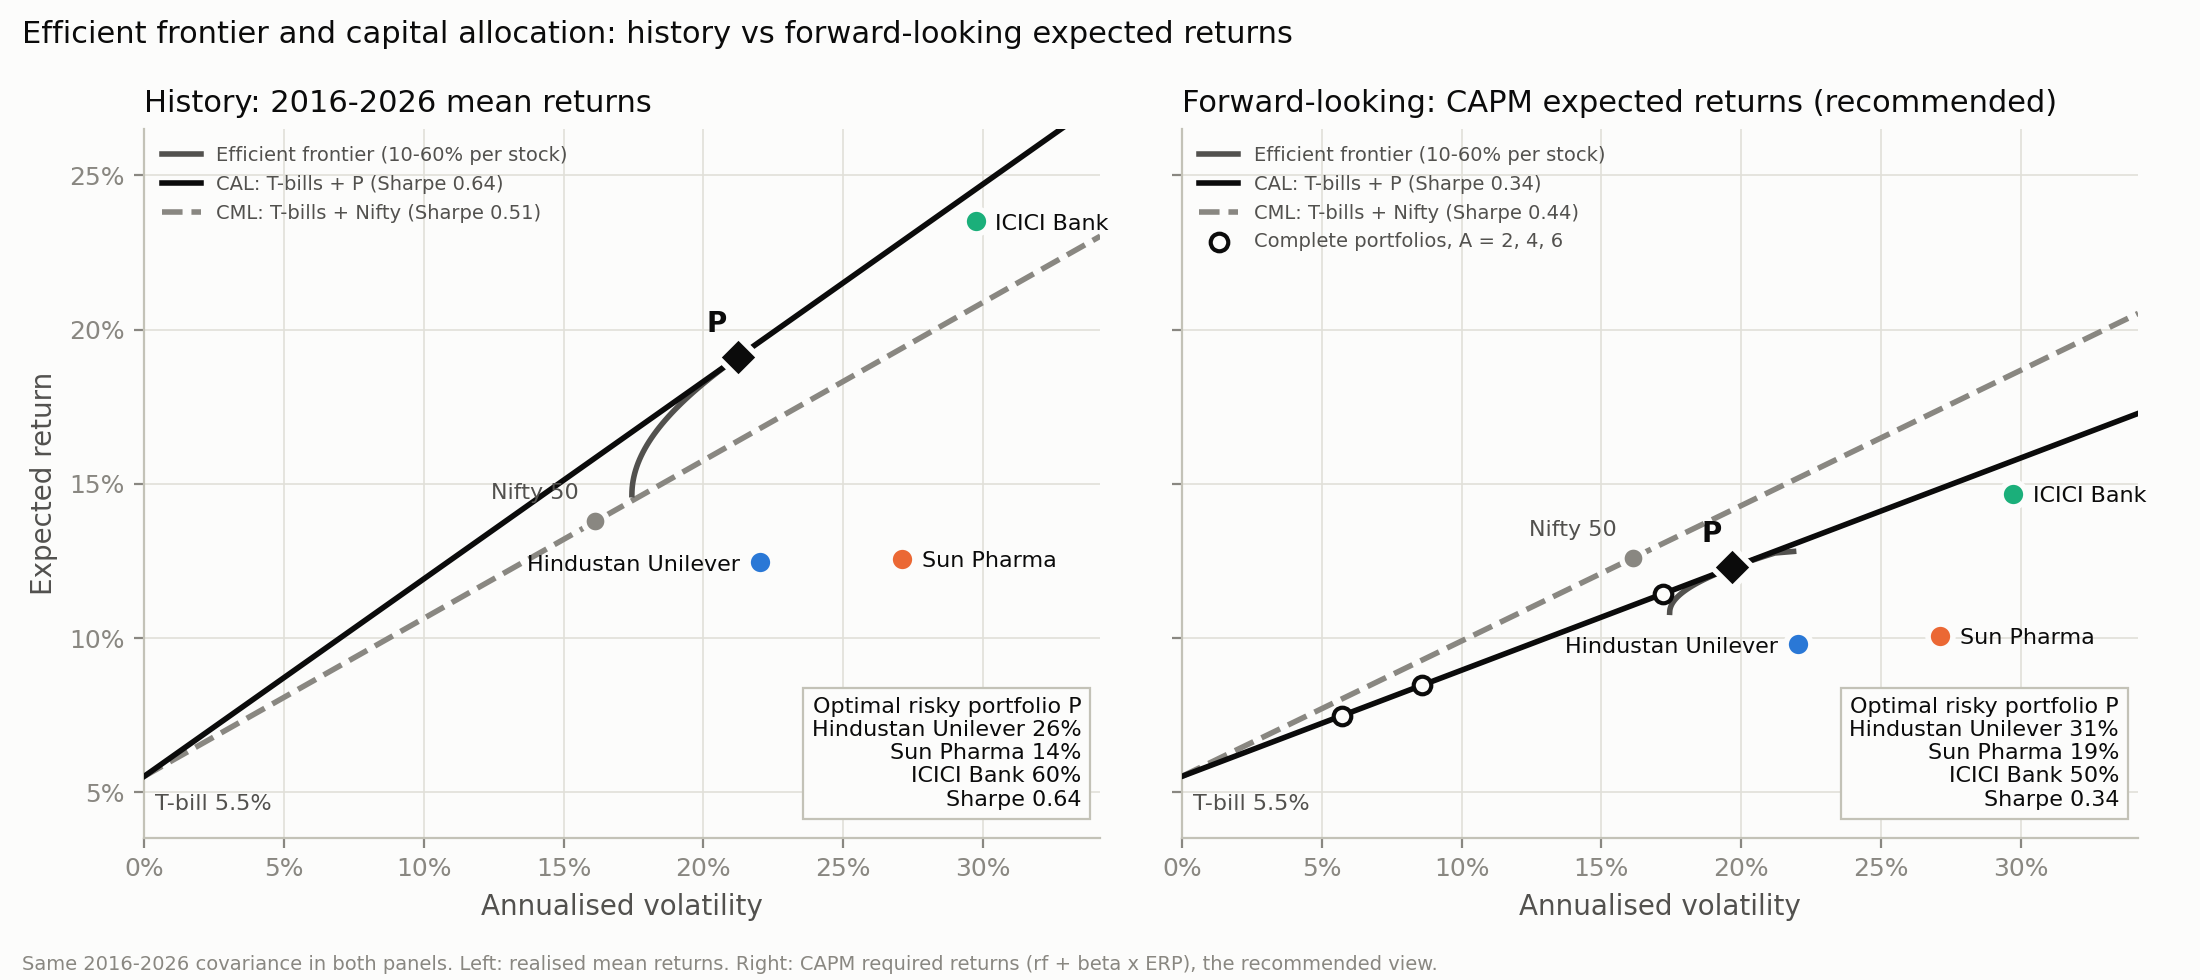 Efficient frontier and capital allocation: history vs forward-looking expected returns
History: 2016-2026 mean returns
Efficient frontier (10-60% per stock)
CAL: T-bills + P (Sharpe 0.64)
CML: T-bills + Nifty (Sharpe 0.51)
25%
20%
15%
10%
5%
Expected return
ICICI Bank
P
Nifty 50
Hindustan Unilever
Sun Pharma
Optimal risky portfolio P
Hindustan Unilever 26%
Sun Pharma 14%
ICICI Bank 60%
Sharpe 0.64
T-bill 5.5%
0%
5%
10%
15%
20%
25%
30%
Annualised volatility
Forward-looking: CAPM expected returns (recommended)
Efficient frontier (10-60% per stock)
CAL: T-bills + P (Sharpe 0.34)
CML: T-bills + Nifty (Sharpe 0.44)
Complete portfolios, A = 2, 4, 6
ICICI Bank
Nifty 50
P
Hindustan Unilever
Sun Pharma
Optimal risky portfolio P
Hindustan Unilever 31%
Sun Pharma 19%
ICICI Bank 50%
Sharpe 0.34
T-bill 5.5%
0%
5%
10%
15%
20%
25%
30%
Annualised volatility
Same 2016-2026 covariance in both panels. Left: realised mean returns. Right: CAPM required returns (rf + beta x ERP), the recommended view.